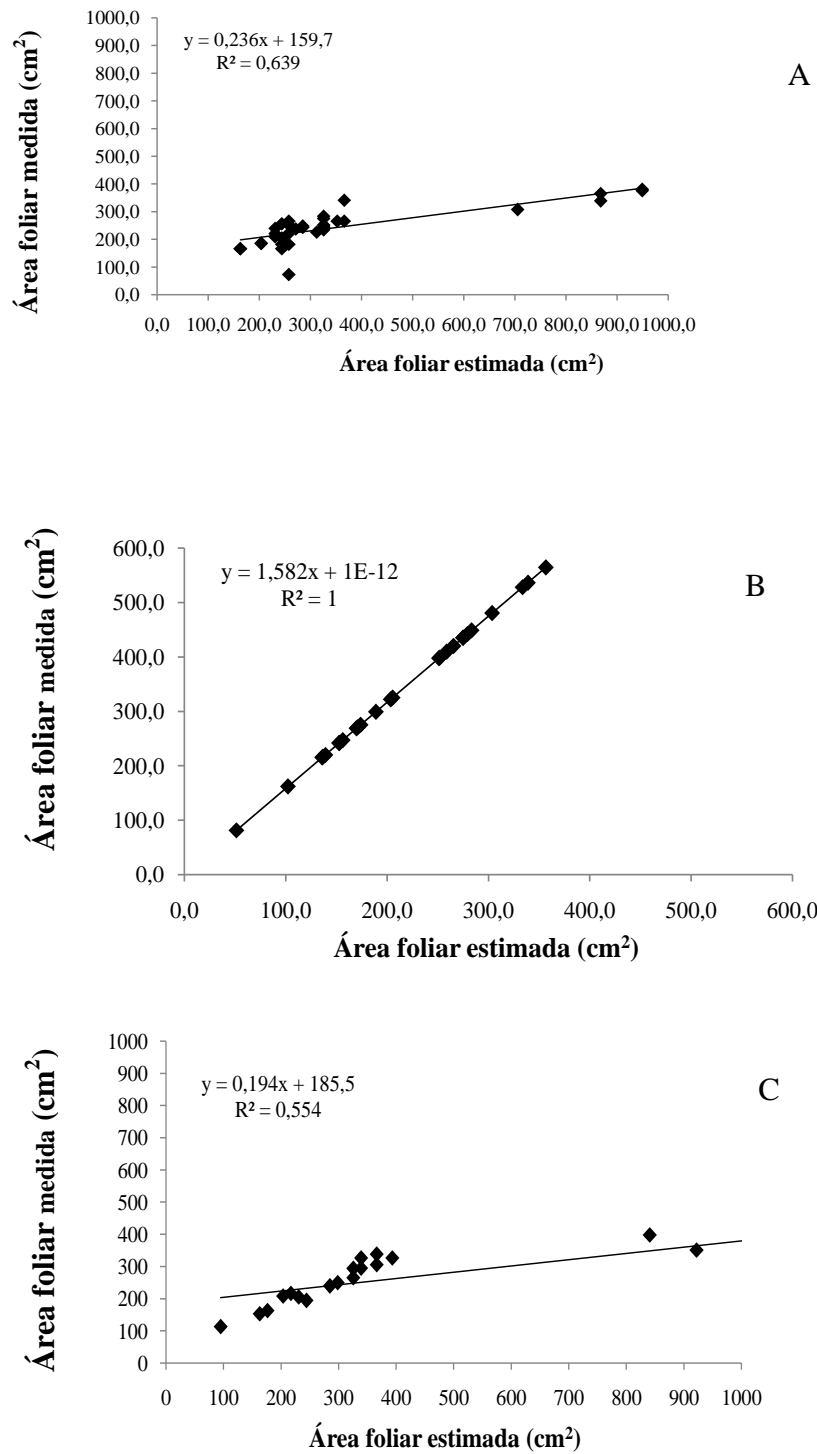 1000,0
900,0
800,0
700,0
600,0
500,0
400,0
300,0
200,0
100,0
0,0
y = 0,236x + 159,7
R² = 0,639
A
Área foliar medida (cm²)
0,0 100,0 200,0 300,0 400,0 500,0 600,0 700,0 800,0 900,0 1000,0
Área foliar estimada (cm²)
600,0
500,0
400,0
300,0
200,0
100,0
0,0
y = 1,582x + 1E-12
R² = 1
B
Área foliar medida (cm²)
0,0 100,0 200,0 300,0 400,0 500,0 600,0
Área foliar estimada (cm²)
1000
900
800
700
600
500
400
300
200
100
0
y = 0,194x + 185,5
R² = 0,554
C
Área foliar medida (cm²)
0 100 200 300 400 500 600 700 800 900 1000
Área foliar estimada (cm²)